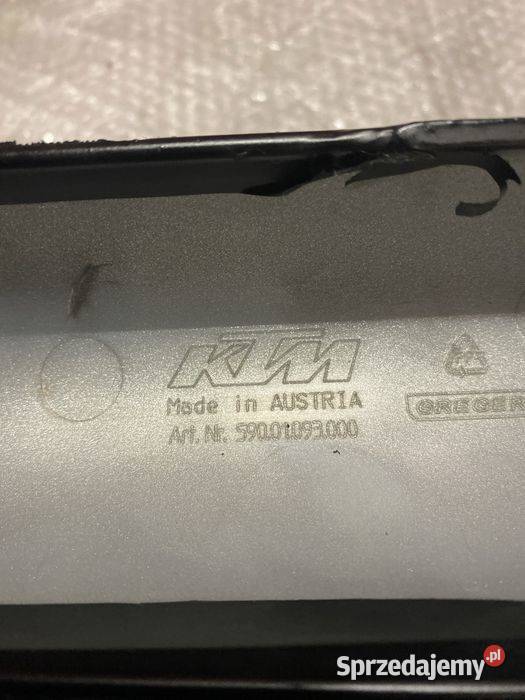 KTM
Made in AUSTRIA
Art. Nr. 590.01.093.000
GREGER
Sprzedajemy.pl